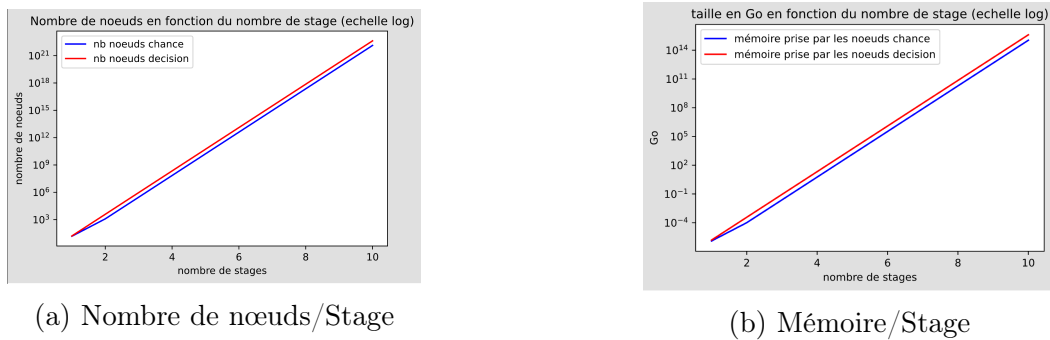 Nombre de noeuds en fonction du nombre de stage (echelle log)
nb noeuds chance
nb noeuds decision
nombre de noeuds
10^21
10^18
10^15
10^12
10^9
10^6
10^3
2 4 6 8 10
nombre de stages
(a) Nombre de nœuds/Stage
taille en Go en fonction du nombre de stage (echelle log)
mémoire prise par les noeuds chance
mémoire prise par les noeuds decision
Go
10^14
10^11
10^8
10^5
10^2
10^−1
10^−4
2 4 6 8 10
nombre de stages
(b) Mémoire/Stage